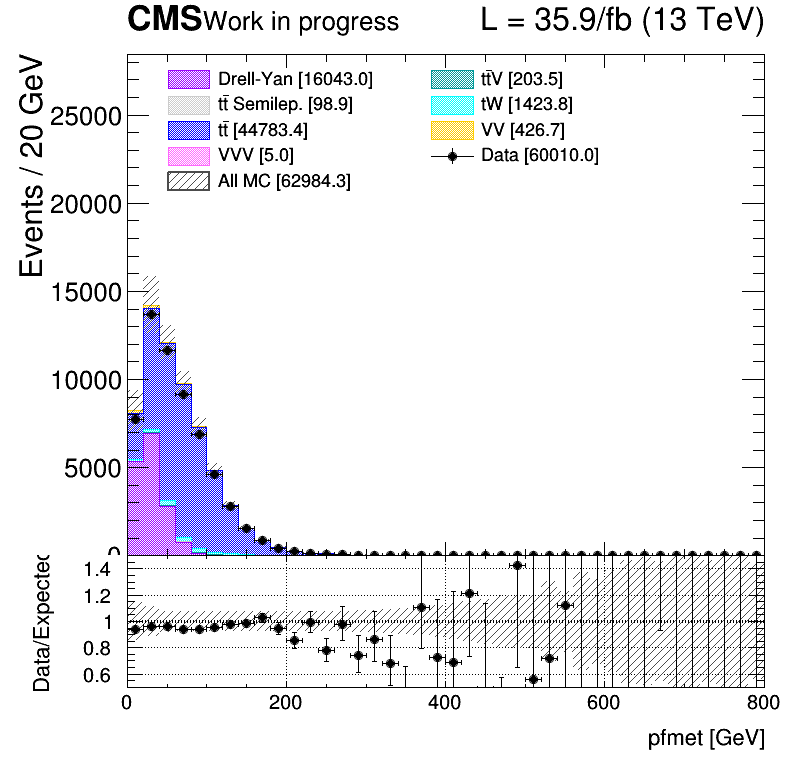 CMS Work in progress L = 35.9/fb (13 TeV)
Drell-Yan [16043.0] tt̄V [203.5]
tt̄ Semilep. [98.9] tW [1423.8]
tt̄ [44783.4] VV [426.7]
VVV [5.0] Data [60010.0]
All MC [62984.3]
Events / 20 GeV
25000
20000
15000
10000
5000
0
Data/Expected
1.4
1.2
1
0.8
0.6
0 200 400 600 800
pfmet [GeV]